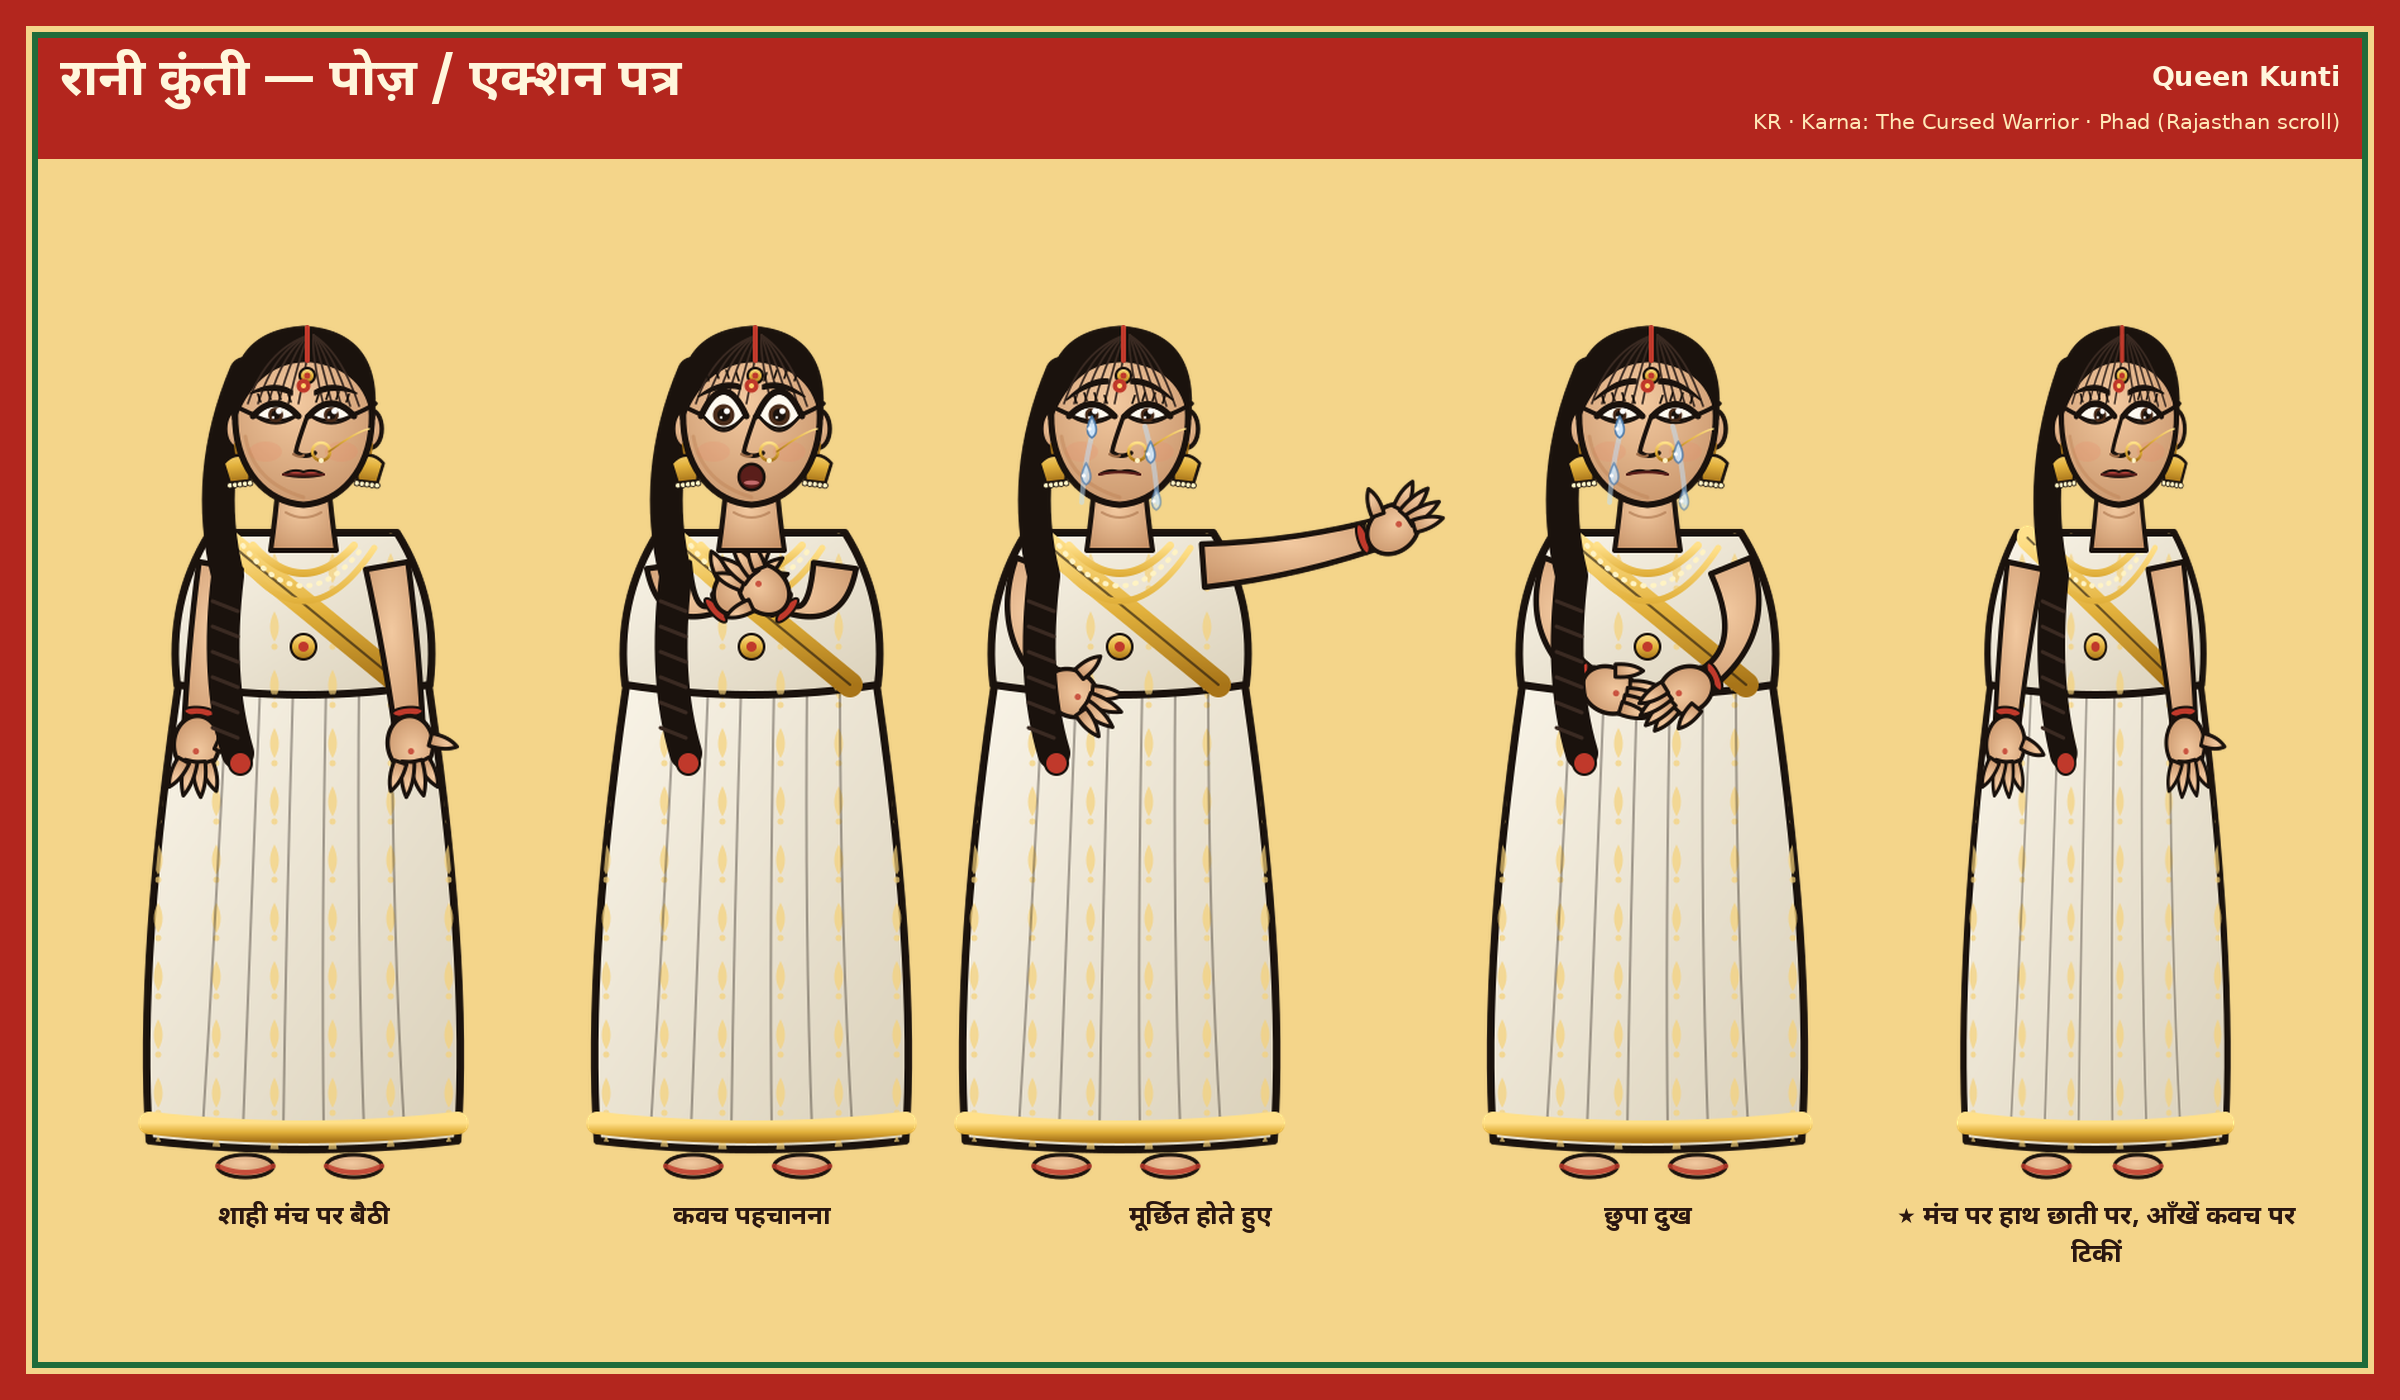 रानी कुंती — पोज़ / एक्शन पत्र
Queen Kunti
KR · Karna: The Cursed Warrior · Phad (Rajasthan scroll)
शाही मंच पर बैठी
कवच पहचानना
मूर्छित होते हुए
छुपा दुख
★ मंच पर हाथ छाती पर, आँखें कवच पर
टिकीं